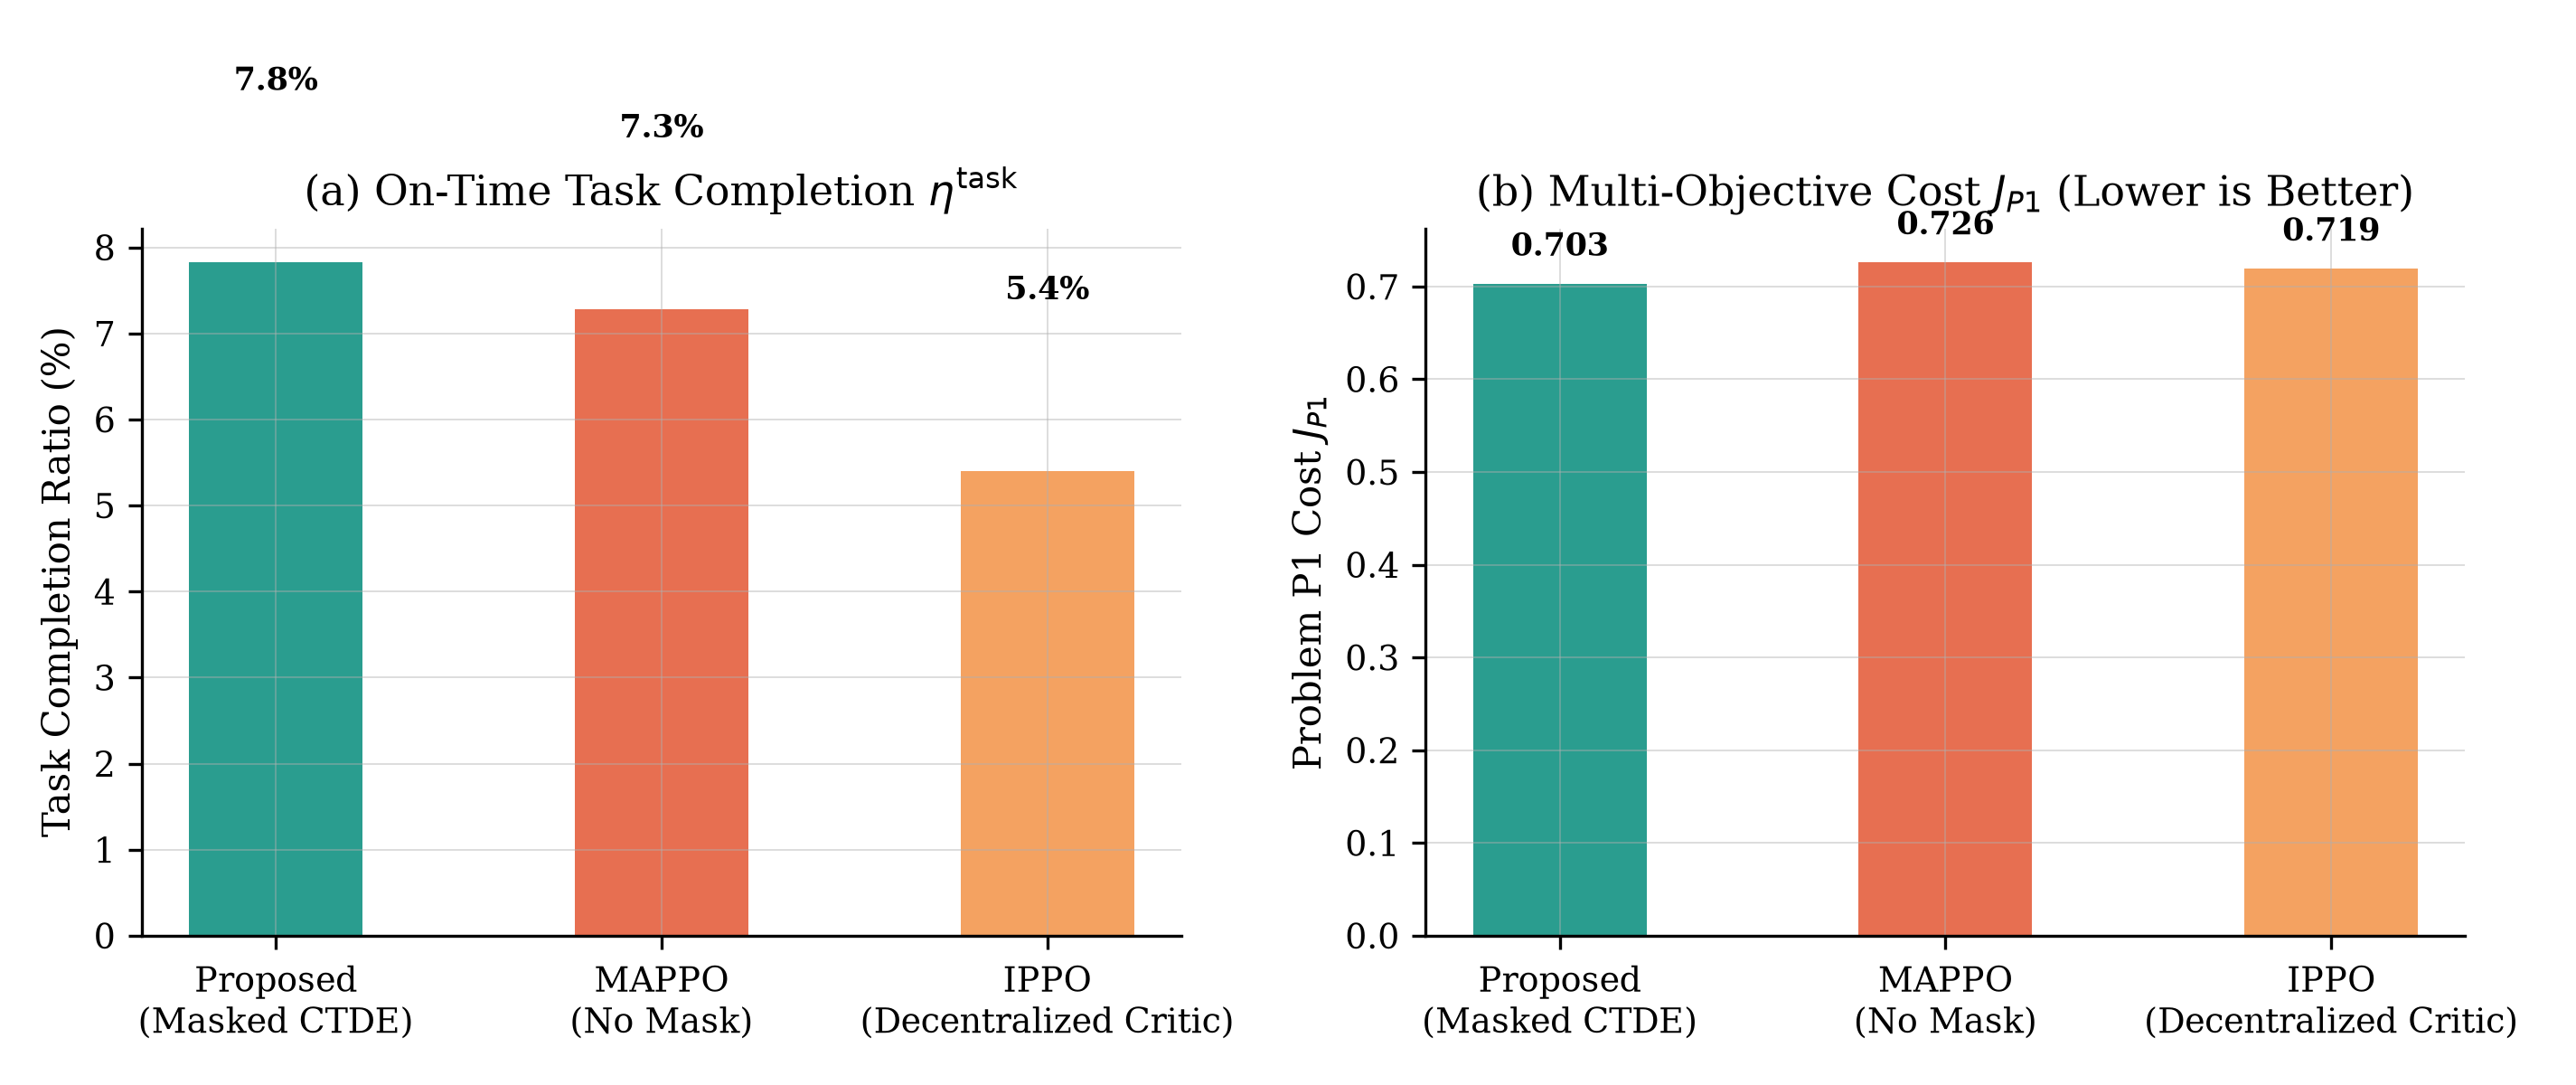 7.8%
7.3%
(a) On-Time Task Completion η^task
5.4%
Task Completion Ratio (%)
8
7
6
5
4
3
2
1
0
Proposed
(Masked CTDE)
MAPPO
(No Mask)
IPPO
(Decentralized Critic)
(b) Multi-Objective Cost J_P1 (Lower is Better)
0.703
0.726
0.719
Problem P1 Cost J_P1
0.7
0.6
0.5
0.4
0.3
0.2
0.1
0.0
Proposed
(Masked CTDE)
MAPPO
(No Mask)
IPPO
(Decentralized Critic)